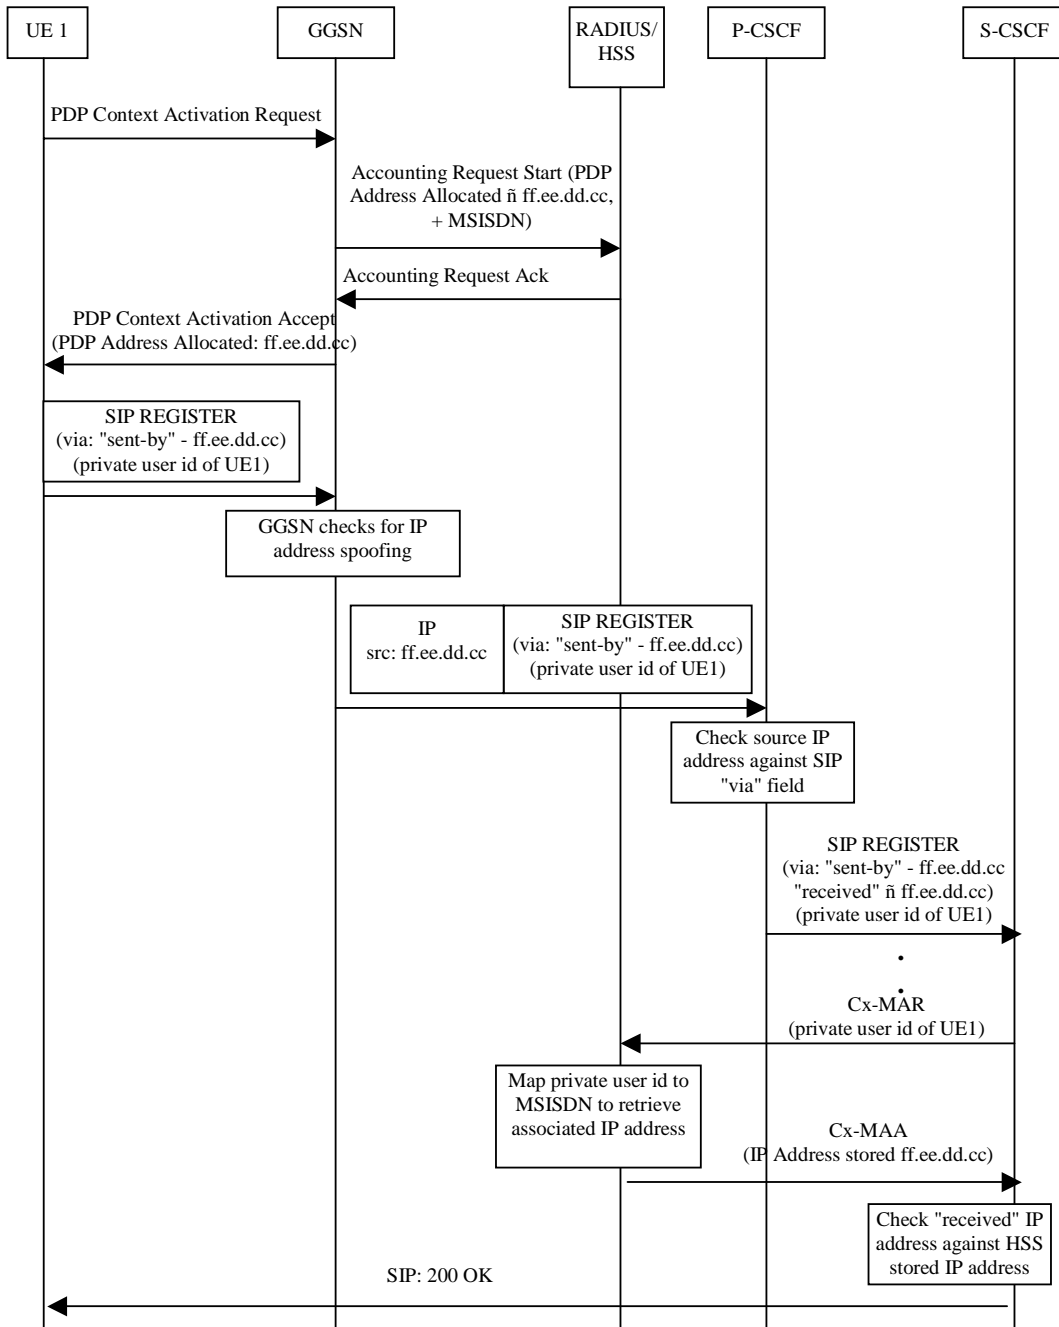 UE 1
GGSN
RADIUS/
HSS
P-CSCF
S-CSCF
PDP Context Activation Request
Accounting Request Start (PDP
Address Allocated ñ ff.ee.dd.cc,
+ MSISDN)
Accounting Request Ack
PDP Context Activation Accept
(PDP Address Allocated: ff.ee.dd.cc)
SIP REGISTER
(via: "sent-by" - ff.ee.dd.cc)
(private user id of UE1)
GGSN checks for IP
address spoofing
IP
src: ff.ee.dd.cc
SIP REGISTER
(via: "sent-by" - ff.ee.dd.cc)
(private user id of UE1)
Check source IP
address against SIP
"via" field
SIP REGISTER
(via: "sent-by" - ff.ee.dd.cc
"received" ñ ff.ee.dd.cc)
(private user id of UE1)
Cx-MAR
(private user id of UE1)
Map private user id to
MSISDN to retrieve
associated IP address
Cx-MAA
(IP Address stored ff.ee.dd.cc)
Check "received" IP
address against HSS
stored IP address
SIP: 200 OK